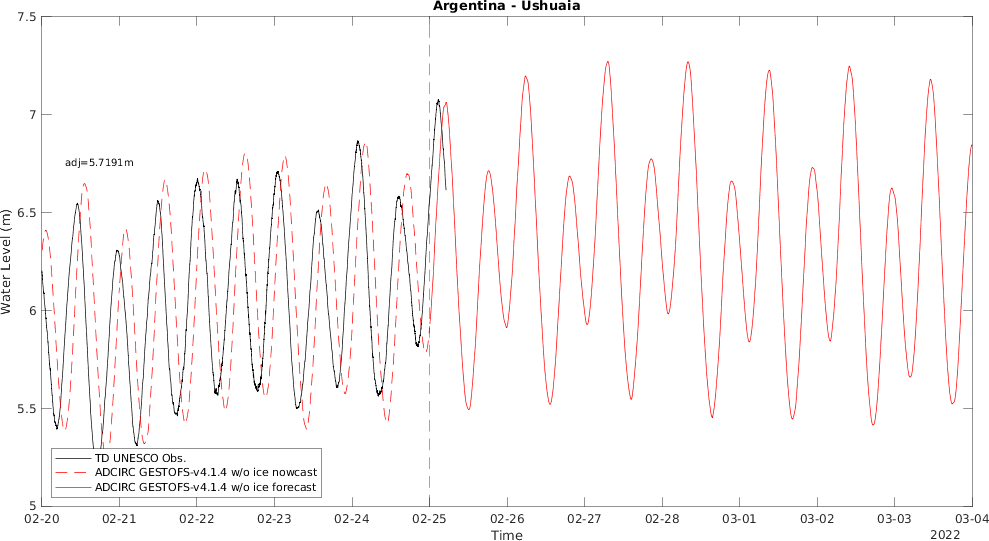 Argentina - Ushuaia
7.5
7
6.5
6
5.5
5
Water Level (m)
adj=5.7191m
TD UNESCO Obs.
ADCIRC GESTOFS-v4.1.4 w/o ice nowcast
ADCIRC GESTOFS-v4.1.4 w/o ice forecast
02-20 02-21 02-22 02-23 02-24 02-25 02-26 02-27 02-28 03-01 03-02 03-03 03-04
Time
2022